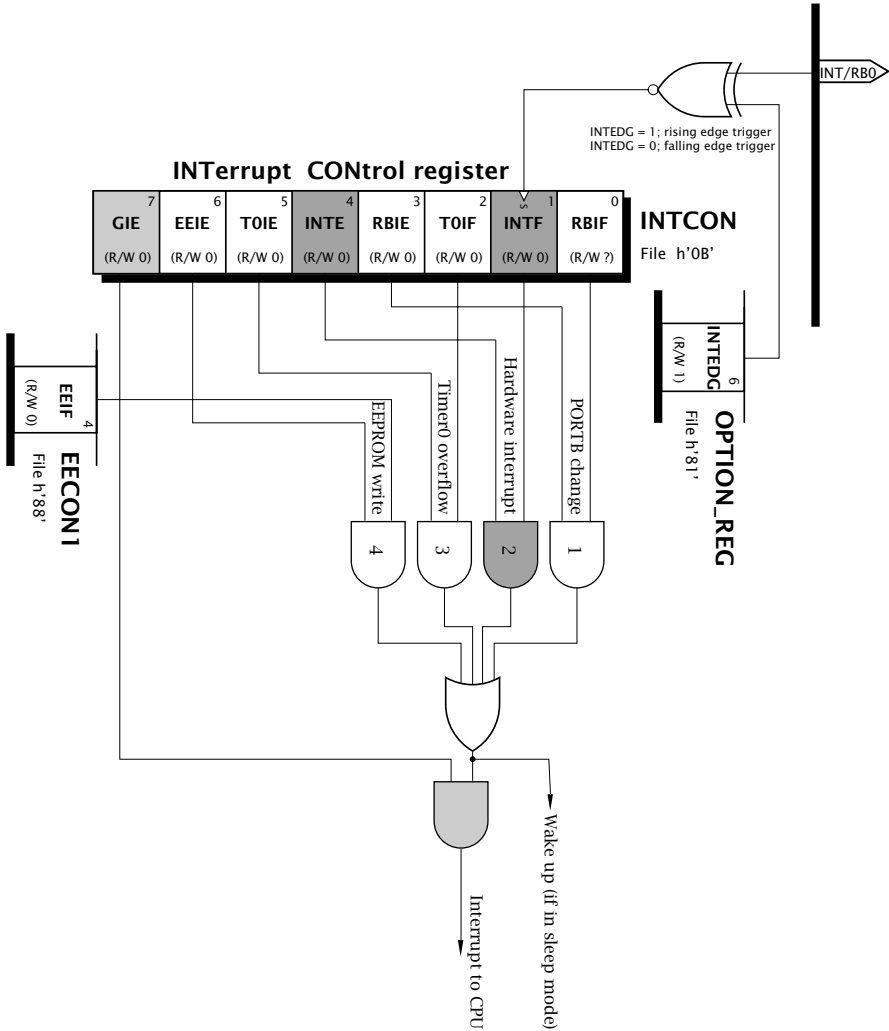 INT/RB0
INTEDG = 1; rising edge trigger
INTEDG = 0; falling edge trigger
INTerrupt CONtrol register
7 6 5 4 3 2 1 0
GIE EEIE T0IE INTE RBIE T0IF INTF RBIF
s
(R/W 0) (R/W 0) (R/W 0) (R/W 0) (R/W 0) (R/W 0) (R/W 0) (R/W ?)
INTCON
File h'0B'
INTEDG
6
(R/W 1)
OPTION_REG
File h'81'
EEIF
4
(R/W 0)
EECON1
File h'88'
EEPROM write
Timer0 overflow
Hardware interrupt
PORTB change
4
3
2
1
Wake up (if in sleep mode)
Interrupt to CPU